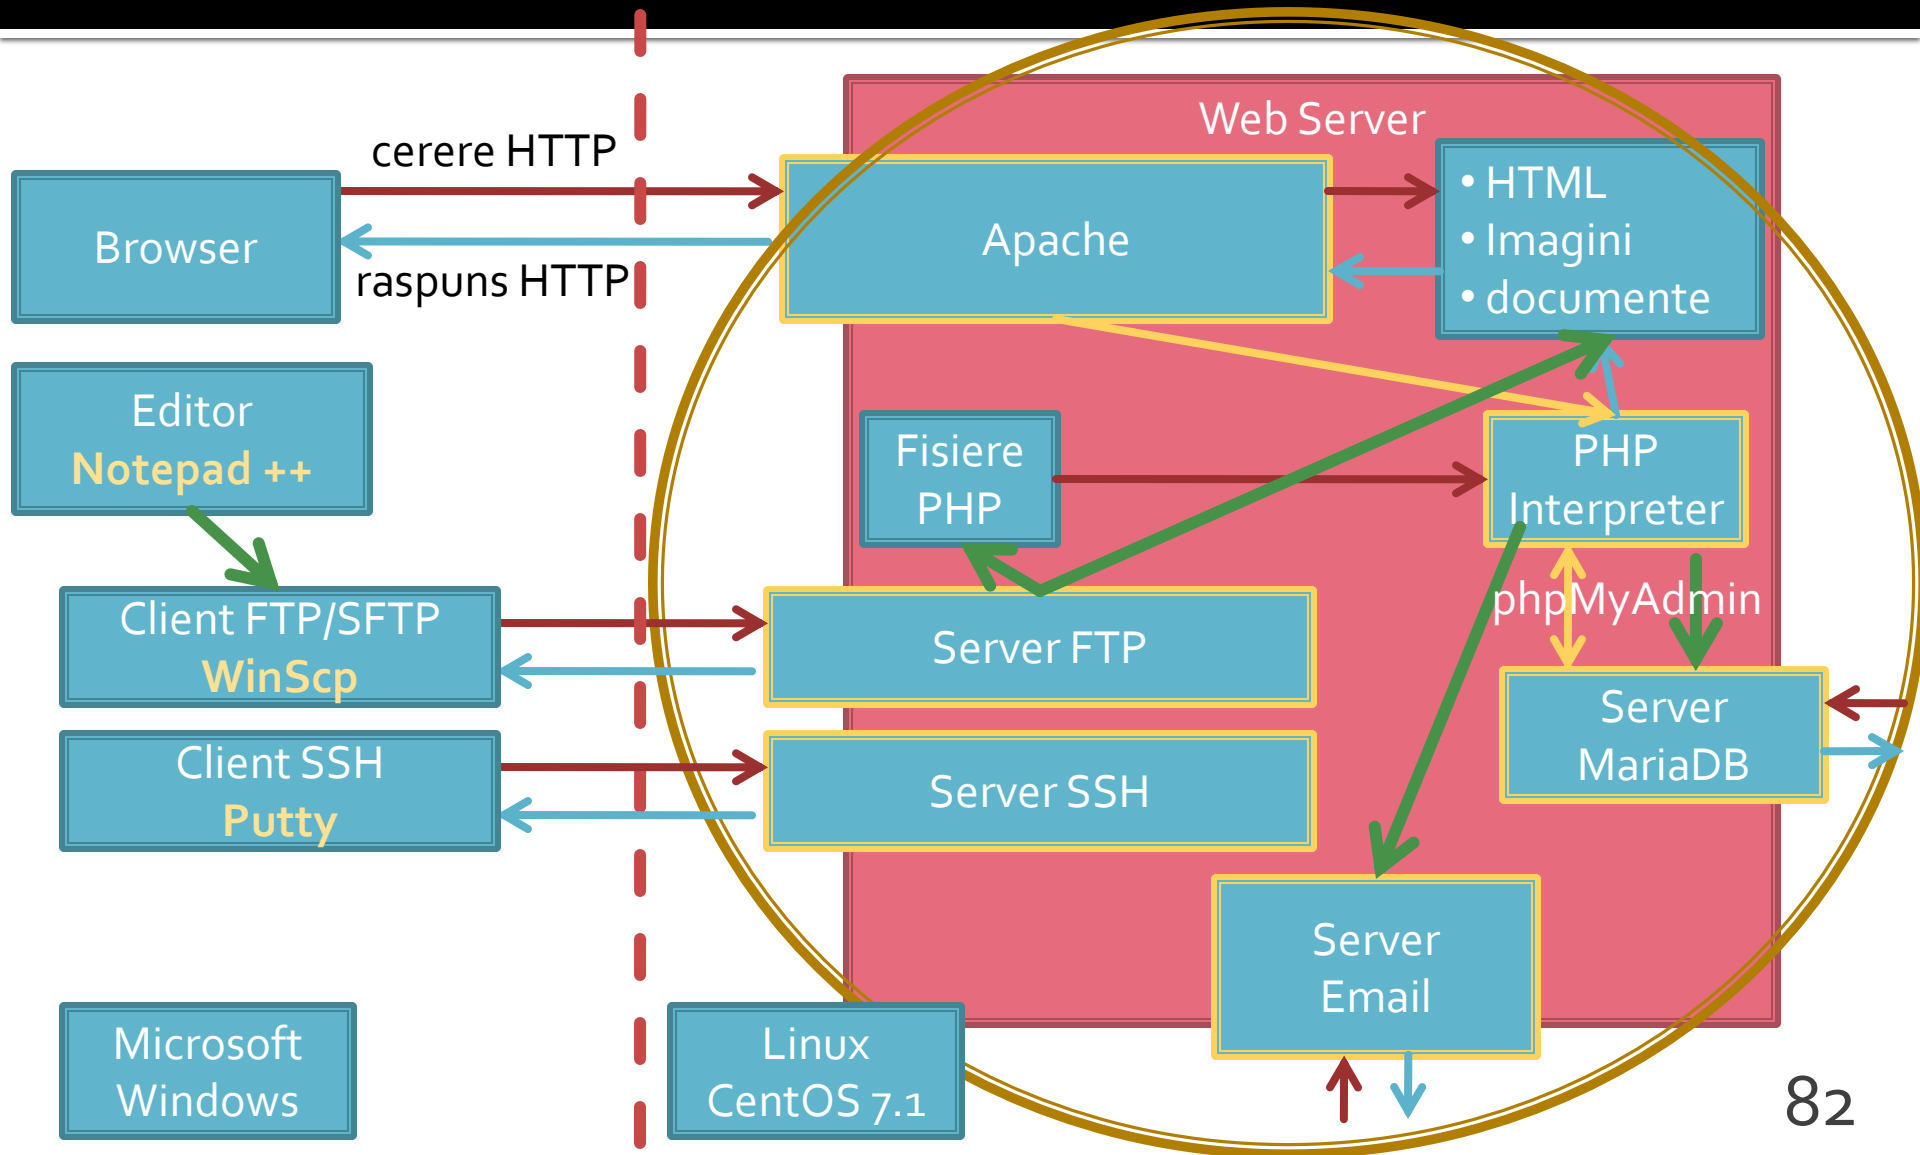 Web Server
cerere HTTP
Browser
raspuns HTTP
Apache
• HTML
• Imagini
• documente
Editor
Notepad ++
Fisiere
PHP
PHP
Interpreter
phpMyAdmin
Client FTP/SFTP
WinScp
Server FTP
Server
MariaDB
Client SSH
Putty
Server SSH
Server
Email
Microsoft
Windows
Linux
CentOS 7.1
82